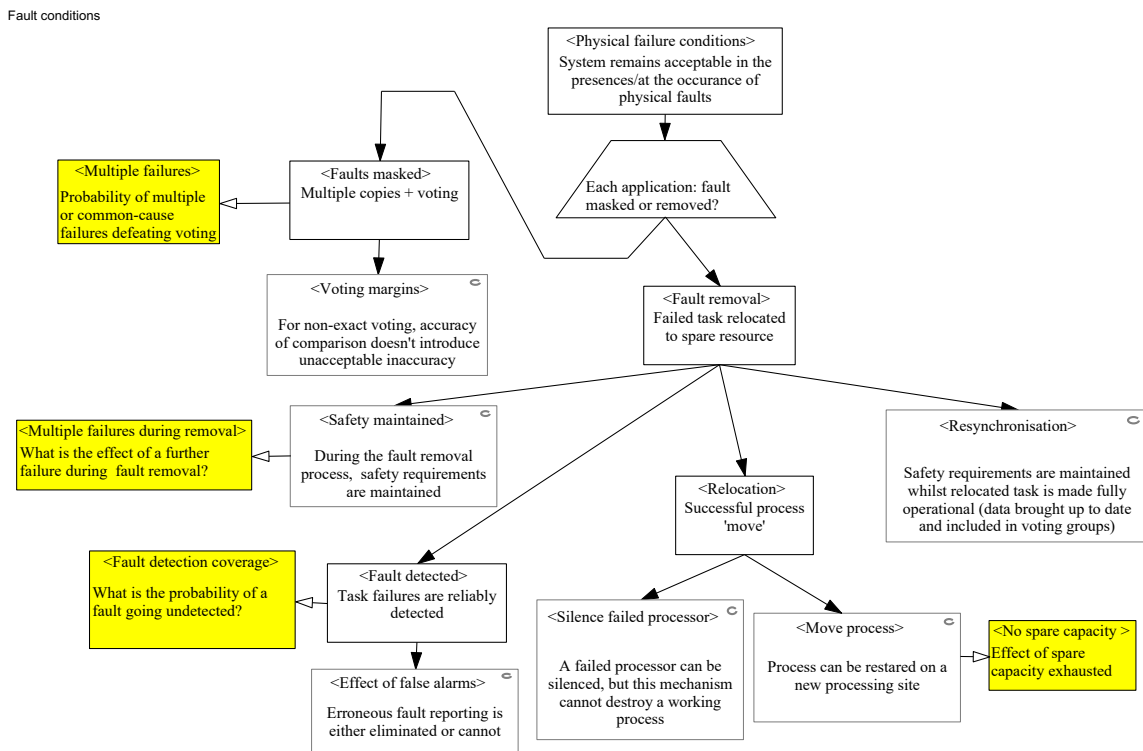 Fault conditions
<Physical failure conditions>
System remains acceptable in the
presences/at the occurance of
physical faults
Each application: fault
masked or removed?
<Multiple failures>
Probability of multiple
or common-cause
failures defeating voting
<Faults masked>
Multiple copies + voting
<Voting margins>
For non-exact voting, accuracy
of comparison doesn't introduce
unacceptable inaccuracy
<Fault removal>
Failed task relocated
to spare resource
<Multiple failures during removal>
What is the effect of a further
failure during fault removal?
<Safety maintained>
During the fault removal
process, safety requirements
are maintained
<Relocation>
Successful process
'move'
<Resynchronisation>
Safety requirements are maintained
whilst relocated task is made fully
operational (data brought up to date
and included in voting groups)
<Fault detection coverage>
What is the probability of a
fault going undetected?
<Fault detected>
Task failures are reliably
detected
<Effect of false alarms>
Erroneous fault reporting is
either eliminated or cannot
<Silence failed processor>
A failed processor can be
silenced, but this mechanism
cannot destroy a working
process
<Move process>
Process can be restared on a
new processing site
<No spare capacity >
Effect of spare
capacity exhausted